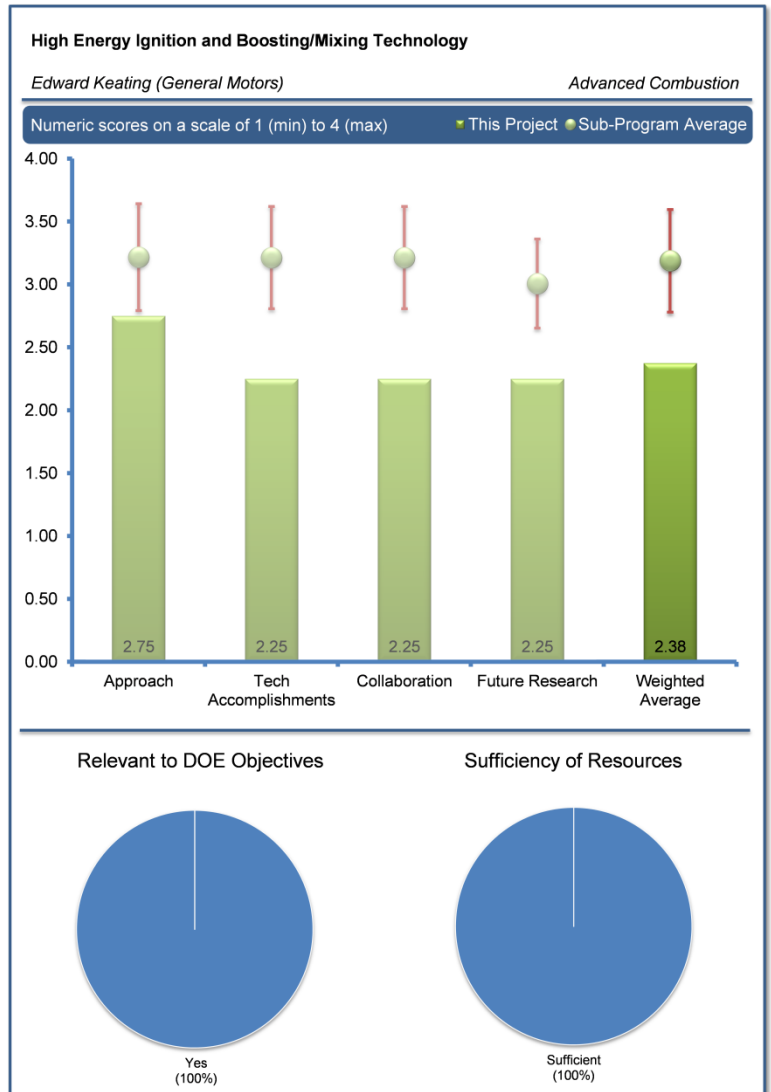 High Energy Ignition and Boosting/Mixing Technology
Edward Keating (General Motors) Advanced Combustion
Numeric scores on a scale of 1 (min) to 4 (max) This Project Sub-Program Average
4.00
3.50
3.00
2.50
2.00
1.50
1.00
0.50
0.00
2.75 2.25 2.25 2.25 2.38
Approach Tech Accomplishments Collaboration Future Research Weighted Average
Relevant to DOE Objectives Sufficiency of Resources
Yes
(100%)
Sufficient
(100%)